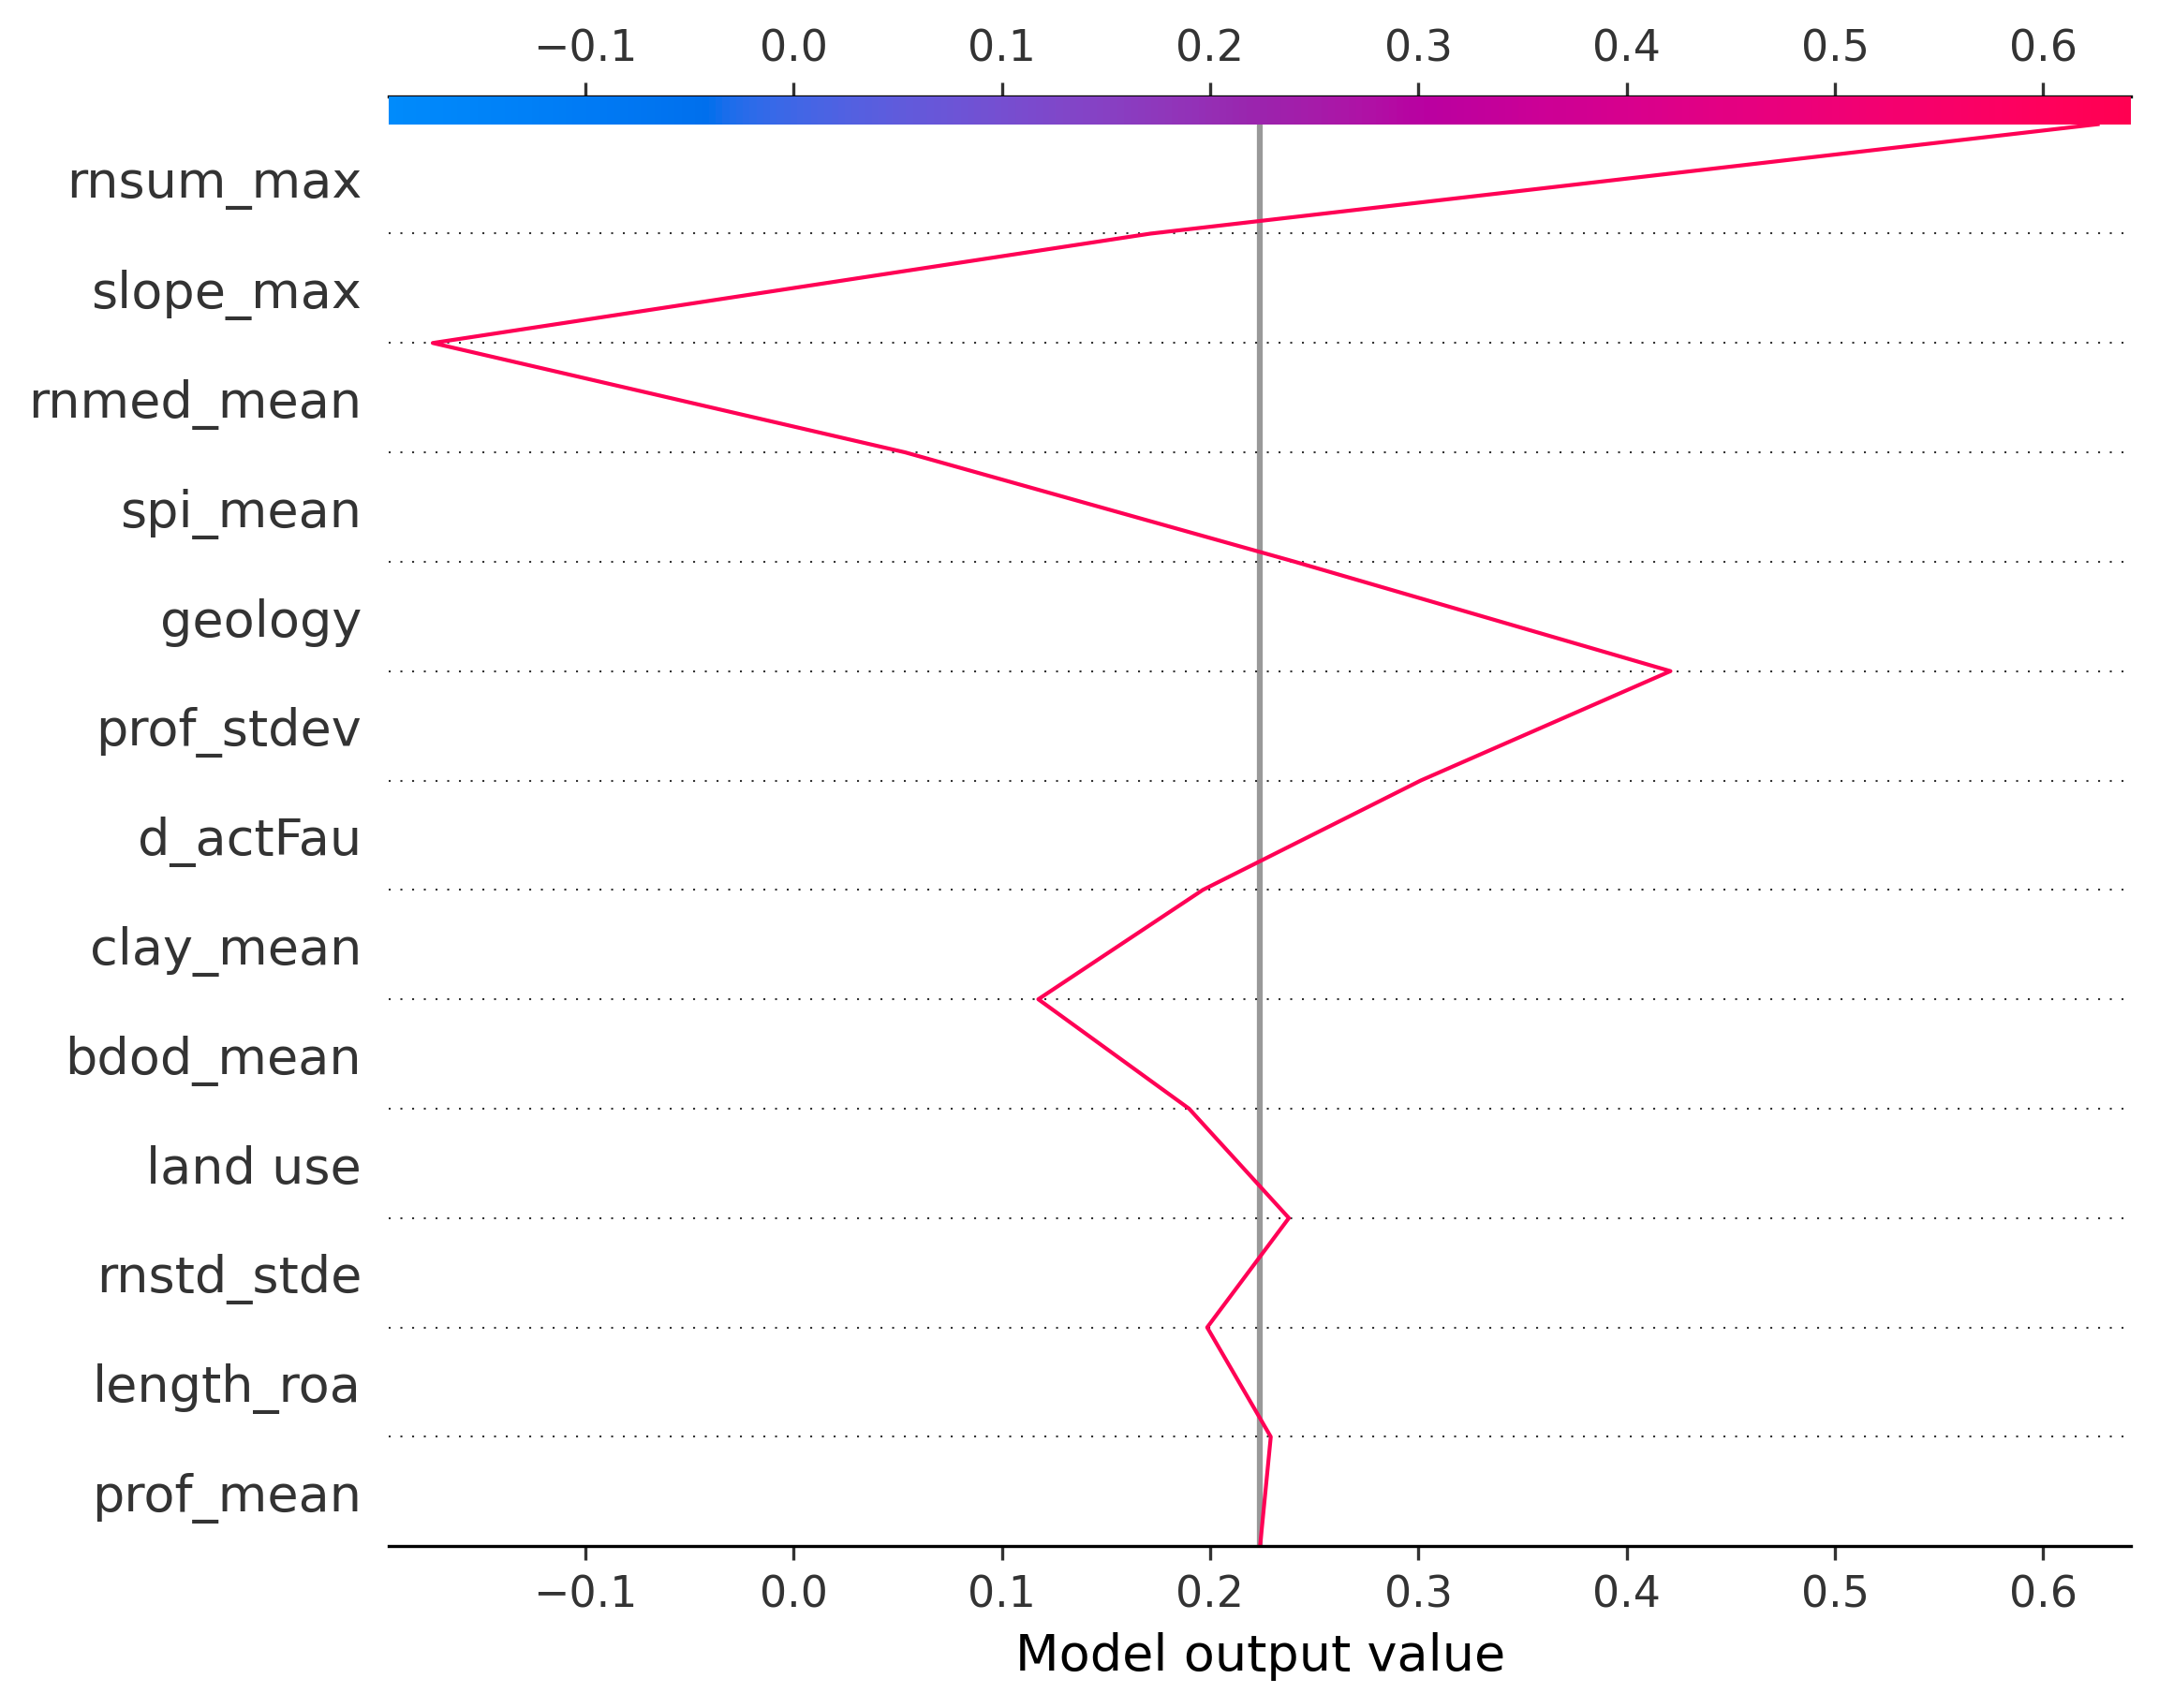 −0.1 0.0 0.1 0.2 0.3 0.4 0.5 0.6
rnsum_max
slope_max
rnmed_mean
spi_mean
geology
prof_stdev
d_actFau
clay_mean
bdod_mean
land use
rnstd_stde
length_roa
prof_mean
−0.1 0.0 0.1 0.2 0.3 0.4 0.5 0.6
Model output value